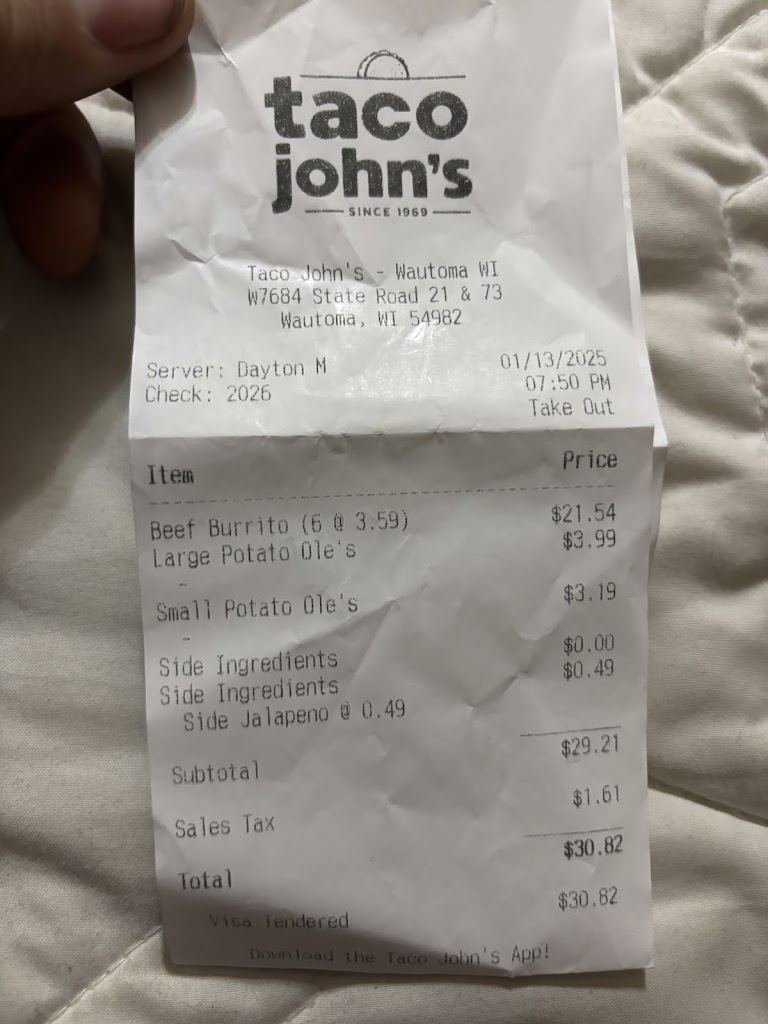 taco
john's
SINCE 1969
Taco John's - Wautoma WI
W7684 State Road 21 & 73
Wautoma, WI 54982
Server: Dayton M 01/13/2025
Check: 2026 07:50 PM
Take Out
Item Price
Beef Burrito (6 @ 3.59) $21.54
Large Potato Ole's $3.99
-
Small Potato Ole's $3.19
-
Side Ingredients $0.00
Side Ingredients $0.49
Side Jalapeno @ 0.49
Subtotal $29.21
Sales Tax $1.61
Total $30.82
Visa Tendered $30.82
Download the Taco John's App!